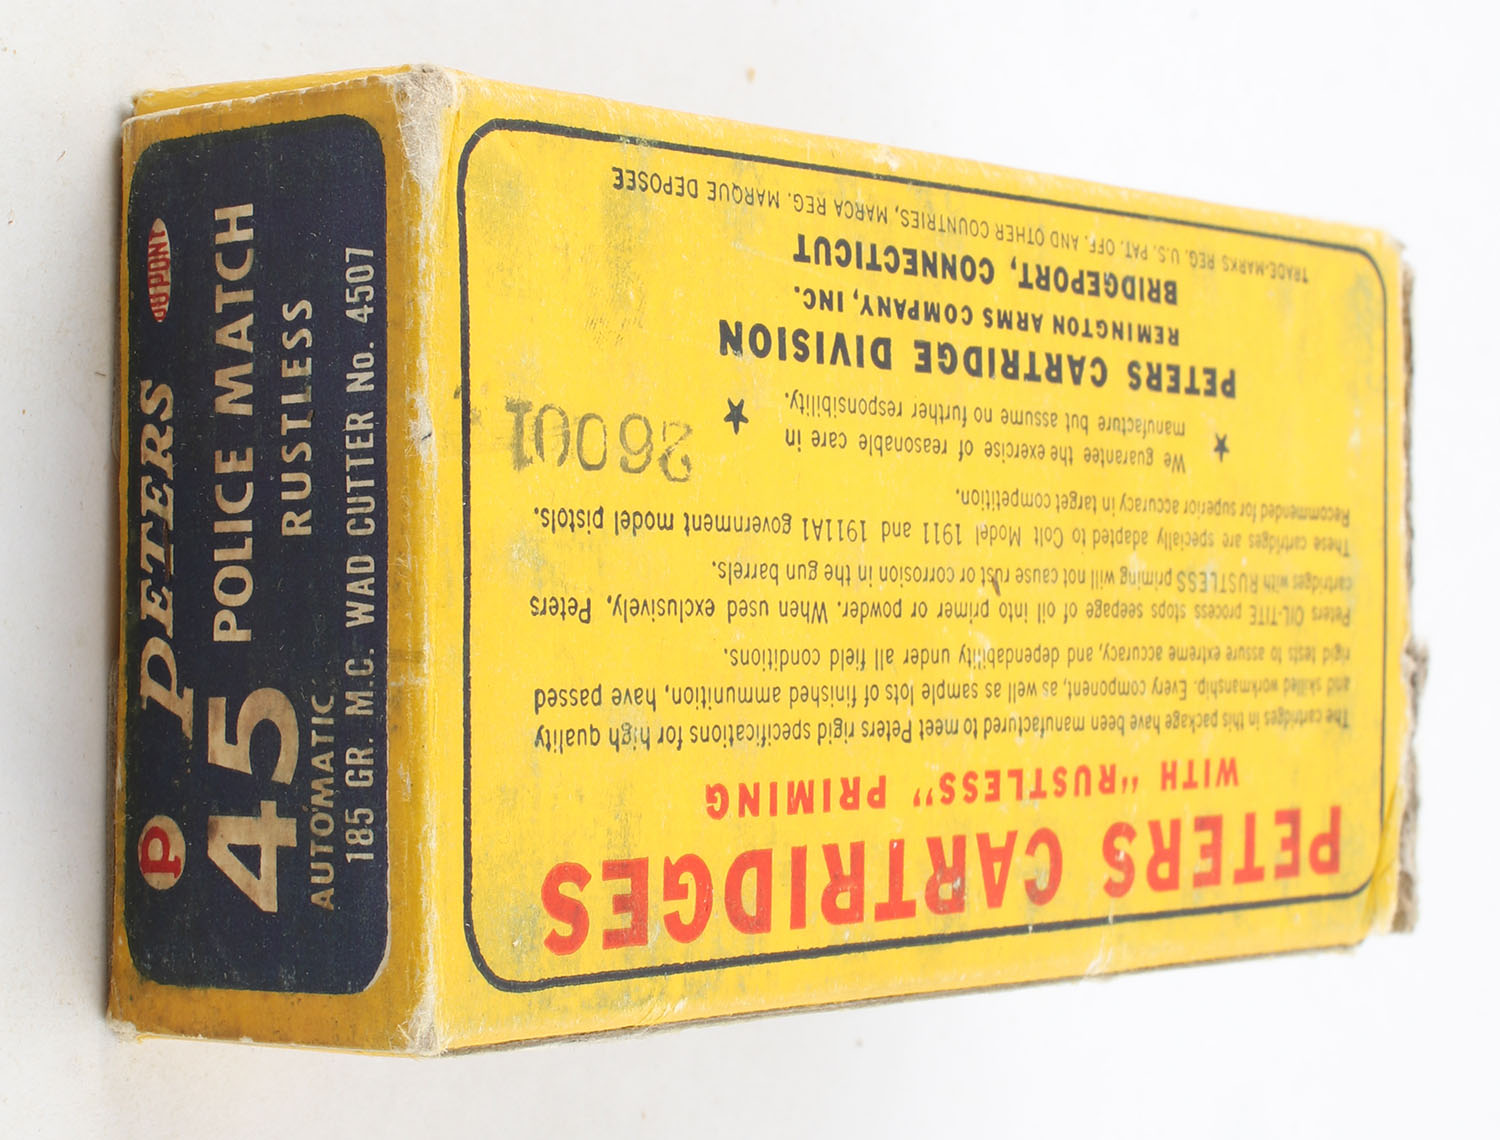 P PETERS DUPONT
45 POLICE MATCH
AUTOMATIC RUSTLESS
185 GR. M.C. WAD CUTTER No. 4507
PETERS CARTRIDGES
WITH "RUSTLESS" PRIMING
The cartridges in this package have been manufactured to meet Peters rigid specifications for high quality
and skilled workmanship. Every component, as well as sample lots of finished ammunition, have passed
rigid tests to assure extreme accuracy, and dependability under all field conditions.
Peters OIL-TITE process stops seepage of oil into primer or powder. When used exclusively, Peters
cartridges with RUSTLESS priming will not cause rust or corrosion in the gun barrels.
These cartridges are specially adapted to Colt Model 1911 and 1911A1 government model pistols.
Recommended for superior accuracy in target competition.
We guarantee the exercise of reasonable care in
manufacture but assume no further responsibility.
26001
PETERS CARTRIDGE DIVISION
REMINGTON ARMS COMPANY, INC.
BRIDGEPORT, CONNECTICUT
TRADE-MARKS REG. U.S. PAT. OFF. AND OTHER COUNTRIES, MARCA REG. MARQUE DEPOSEE